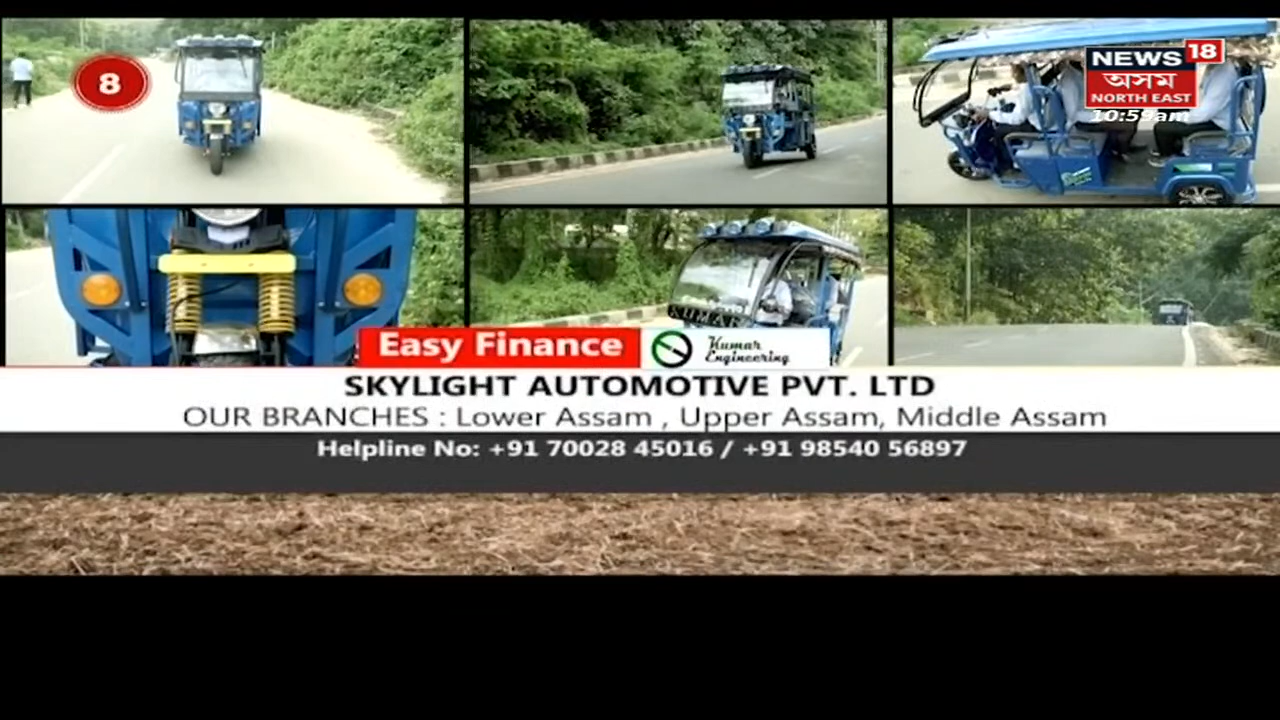 8
NEWS 18
অসম
NORTH EAST
10:59am
KUMAR
Easy Finance
Kumar
Engineering
SKYLIGHT AUTOMOTIVE PVT. LTD
OUR BRANCHES : Lower Assam , Upper Assam, Middle Assam
Helpline No: +91 70028 45016 / +91 98540 56897